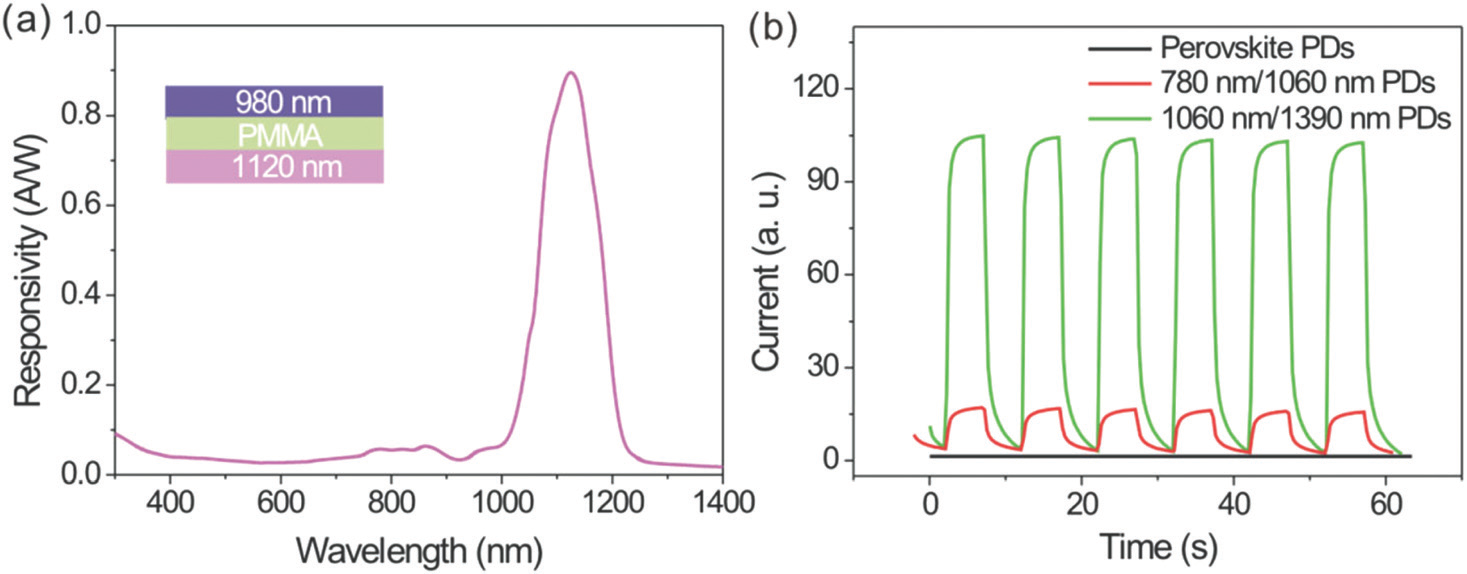 (a)
1.0
0.8
0.6
0.4
0.2
0.0
Responsivity (A/W)
980 nm
PMMA
1120 nm
400 600 800 1000 1200 1400
Wavelength (nm)
(b)
Perovskite PDs
780 nm/1060 nm PDs
1060 nm/1390 nm PDs
120
90
60
30
0
Current (a. u.)
0 20 40 60
Time (s)